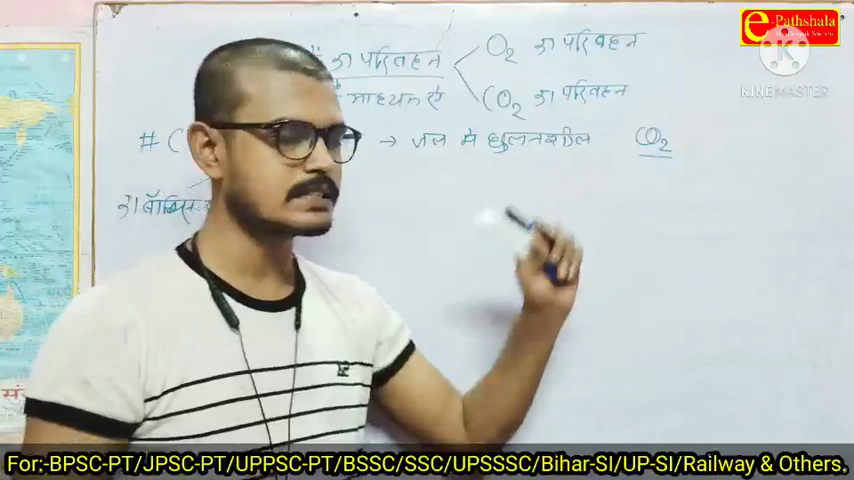 e-Pathshala
KINEMASTER
का परिवहन O₂ का परिवहन
माध्यम से CO₂ का परिवहन
# C → जल में घुलनशील CO₂
For:-BPSC-PT/JPSC-PT/UPPSC-PT/BSSC/SSC/UPSSSC/Bihar-SI/UP-SI/Railway & Others.